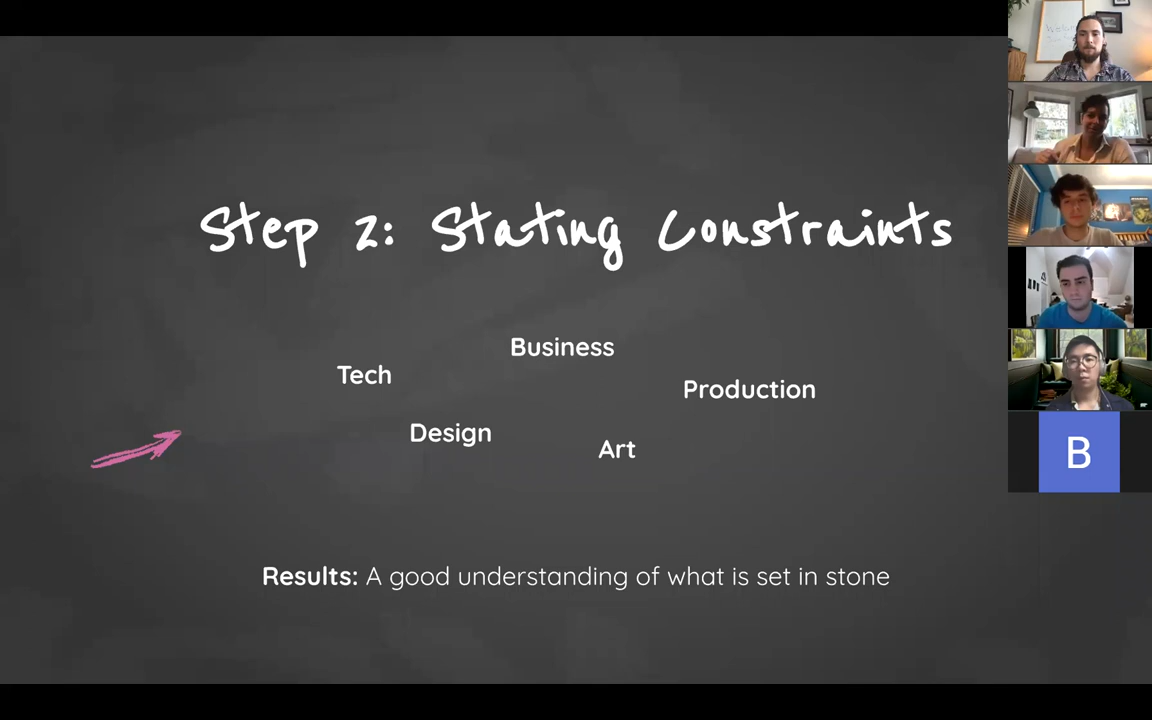 Step 2: Stating Constraints
Business
Tech
Production
Design
Art
Results: A good understanding of what is set in stone
B